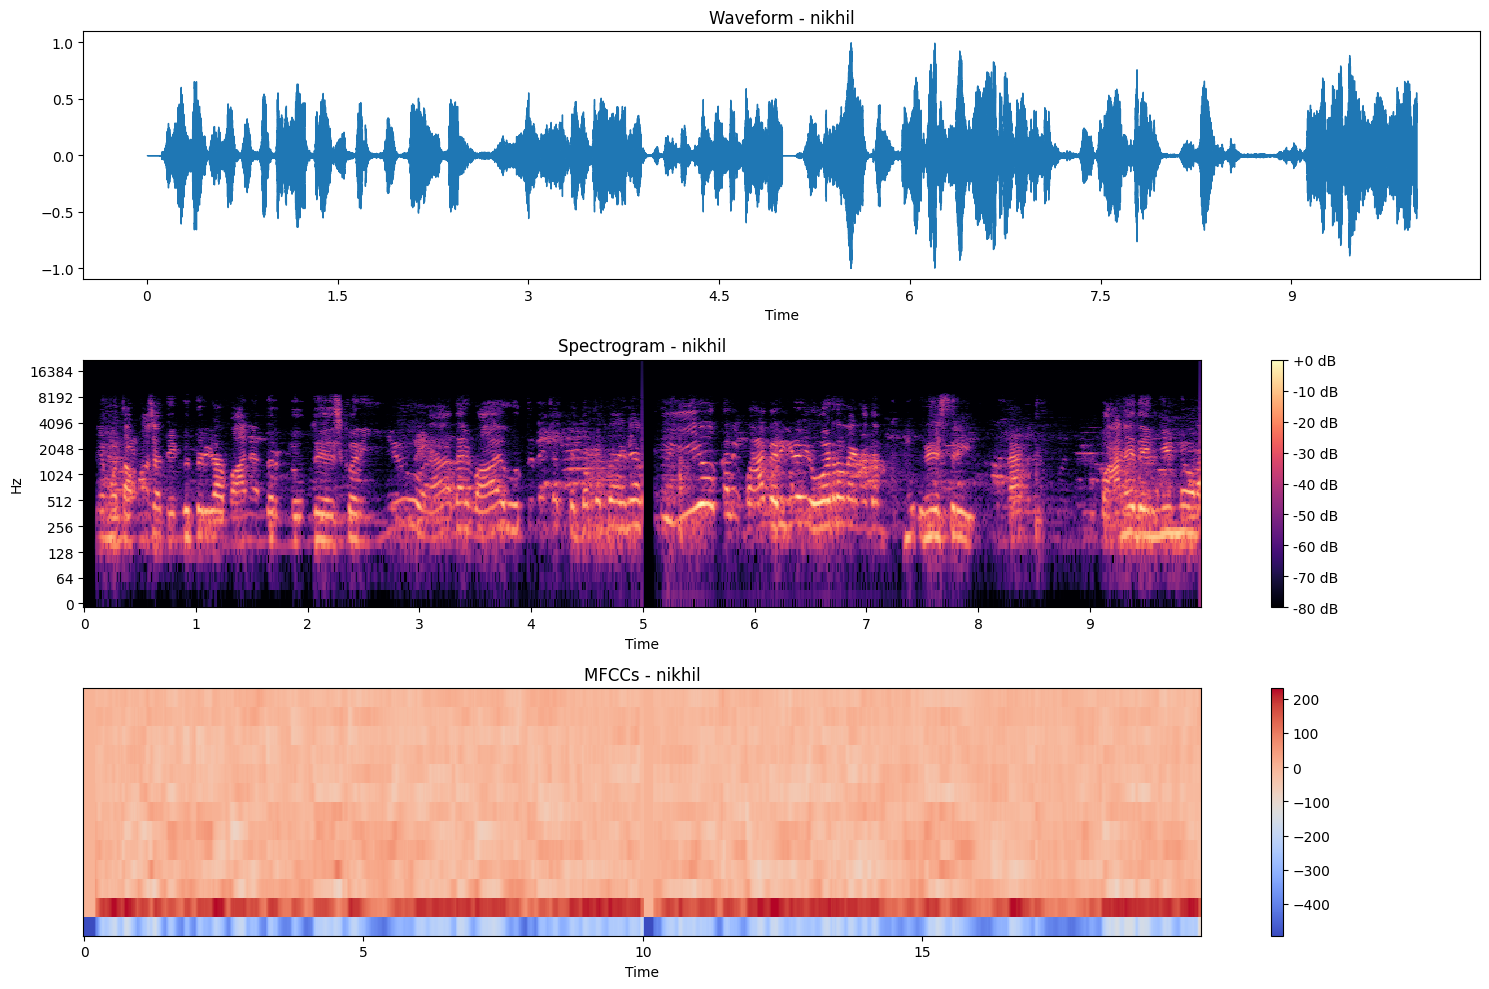 Waveform - nikhil
1.0
0.5
0.0
−0.5
−1.0
0 1.5 3 4.5 6 7.5 9
Time
Spectrogram - nikhil
Hz
16384
8192
4096
2048
1024
512
256
128
64
0
0 1 2 3 4 5 6 7 8 9
Time
+0 dB
-10 dB
-20 dB
-30 dB
-40 dB
-50 dB
-60 dB
-70 dB
-80 dB
MFCCs - nikhil
0 5 10 15
Time
200
100
0
−100
−200
−300
−400